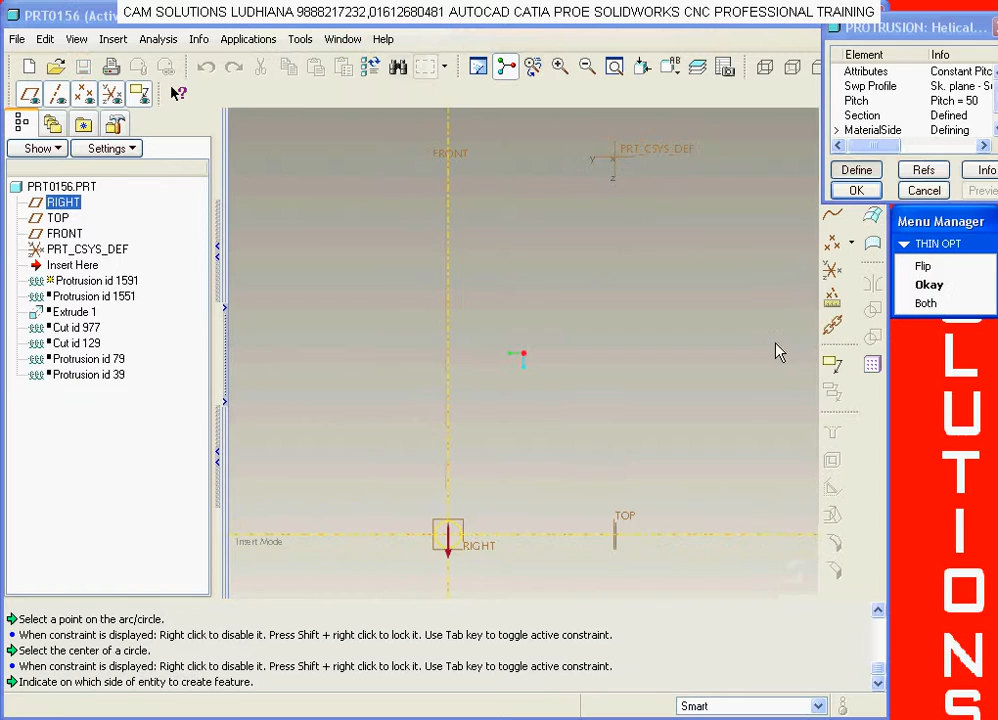 CAM SOLUTIONS LUDHIANA 9888217232,01612680481 AUTOCAD CATIA PROE SOLIDWORKS CNC PROFESSIONAL TRAINING
PRT0156 (Activ
PROTRUSION: Helical...
File Edit View Insert Analysis Info Applications Tools Window Help
Element Info
Attributes Constant Pitc
Swp Profile Sk. plane - S
Pitch Pitch = 50
Section Defined
MaterialSide Defining
Define Refs Info
OK Cancel Previe
Show Settings
PRT0156.PRT
RIGHT
TOP
FRONT
PRT_CSYS_DEF
Insert Here
Protrusion id 1591
Protrusion id 1551
Extrude 1
Cut id 977
Cut id 129
Protrusion id 79
Protrusion id 39
FRONT
PRT_CSYS_DEF
y
x
z
TOP
RIGHT
Insert Mode
Menu Manager
THIN OPT
Flip
Okay
Both
L
U
T
I
O
N
S
Select a point on the arc/circle.
When constraint is displayed: Right click to disable it. Press Shift + right click to lock it. Use Tab key to toggle active constraint.
Select the center of a circle.
When constraint is displayed: Right click to disable it. Press Shift + right click to lock it. Use Tab key to toggle active constraint.
Indicate on which side of entity to create feature.
Smart